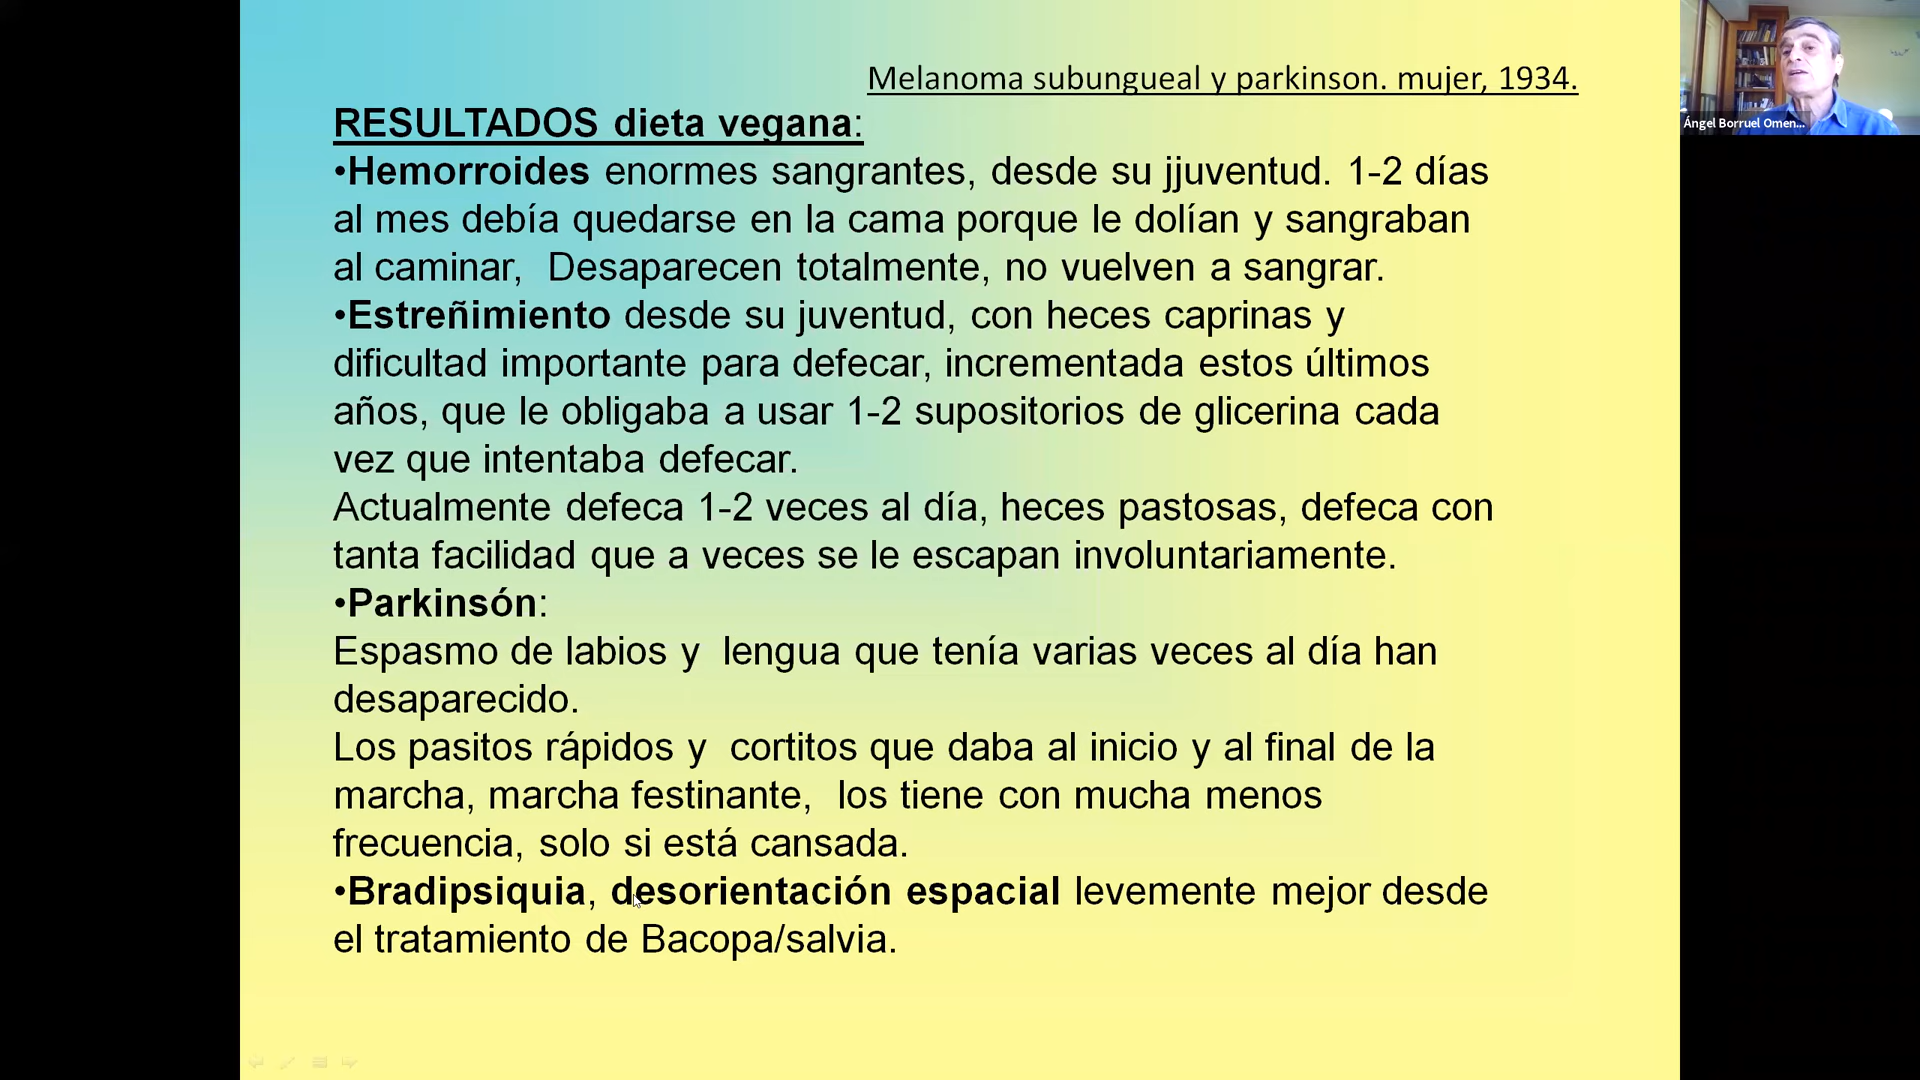 Melanoma subungueal y parkinson. mujer, 1934.
RESULTADOS dieta vegana:
•Hemorroides enormes sangrantes, desde su jjuventud. 1-2 días
al mes debía quedarse en la cama porque le dolían y sangraban
al caminar,  Desaparecen totalmente, no vuelven a sangrar.
•Estreñimiento desde su juventud, con heces caprinas y
dificultad importante para defecar, incrementada estos últimos
años, que le obligaba a usar 1-2 supositorios de glicerina cada
vez que intentaba defecar.
Actualmente defeca 1-2 veces al día, heces pastosas, defeca con
tanta facilidad que a veces se le escapan involuntariamente.
•Parkinsón:
Espasmo de labios y  lengua que tenía varias veces al día han
desaparecido.
Los pasitos rápidos y  cortitos que daba al inicio y al final de la
marcha, marcha festinante,  los tiene con mucha menos
frecuencia, solo si está cansada.
•Bradipsiquia, desorientación espacial levemente mejor desde
el tratamiento de Bacopa/salvia.
Ángel Borruel Omen...